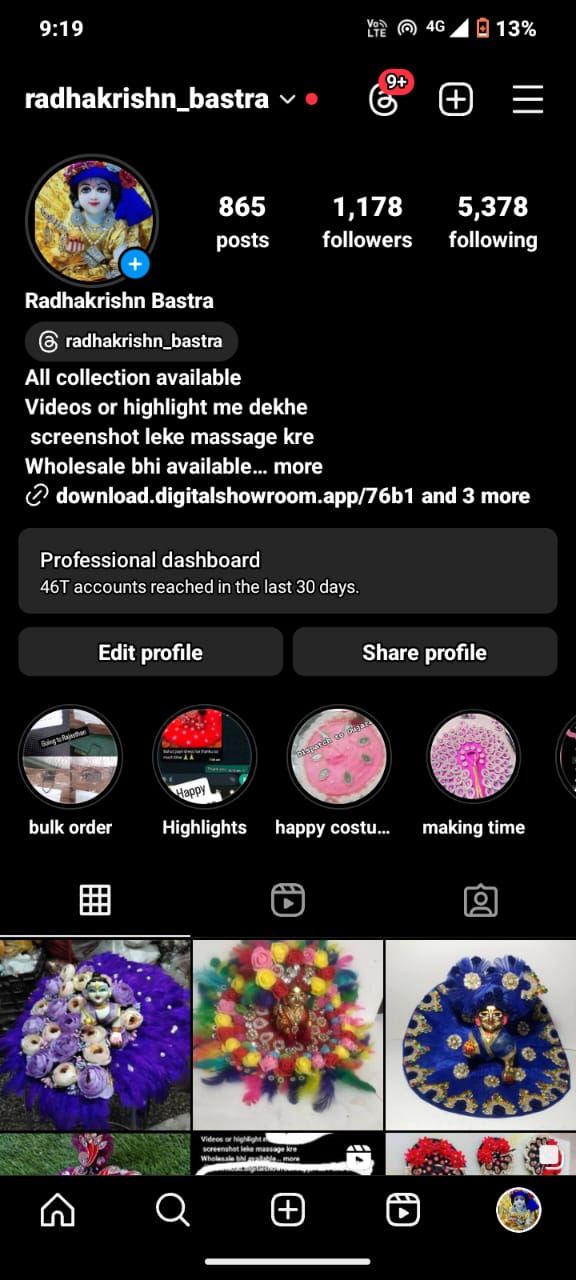 9:19
Vo)) LTE 4G 13%
radhakrishn_bastra
9+
865 posts
1,178 followers
5,378 following
Radhakrishn Bastra
radhakrishn_bastra
All collection available
Videos or highlight me dekhe
screenshot leke massage kre
Wholesale bhi available... more
download.digitalshowroom.app/76b1 and 3 more
Professional dashboard
46T accounts reached in the last 30 days.
Edit profile
Share profile
Going to Rajasthan
Happy
Dispatch to Gujara
bulk order
Highlights
happy costu...
making time
Videos or highlight m
screenshot leke massage kre
Wholesale bhi available... more